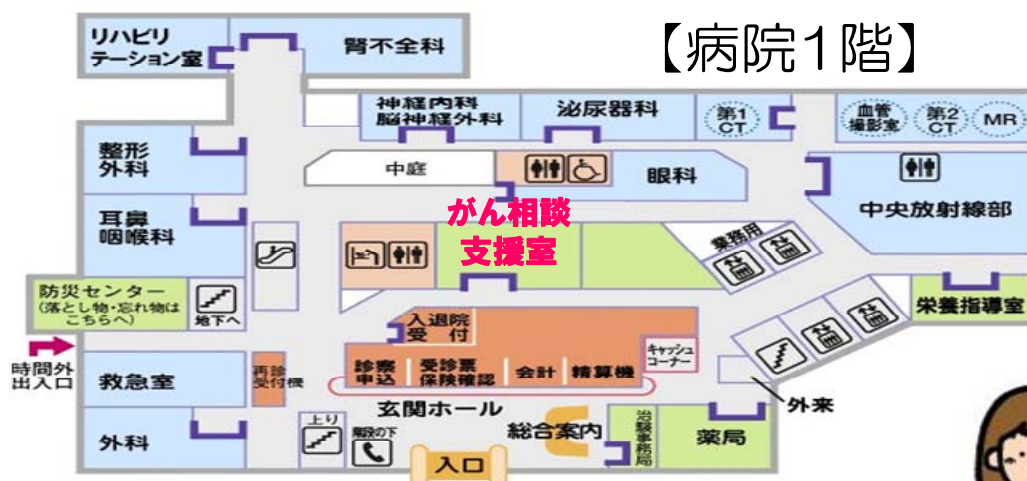 【病院1階】
リハビリ
テーション室
腎不全科
神経内科
脳神経外科
泌尿器科
第1
CT
血管
撮影室
第2
CT
MR
整形
外科
中庭
眼科
中央放射線部
耳鼻
咽喉科
がん相談
支援室
業務用
防災センター
(落とし物・忘れ物は
こちらへ)
地下へ
栄養指導室
入退院
受付
時間外
出入口
救急室
再診
受付機
診察
申込
受診票
保険確認
会計
精算機
キャッシュ
コーナー
外来
玄関ホール
外科
上り
階段の下
総合案内
治験事務局
薬局
入口